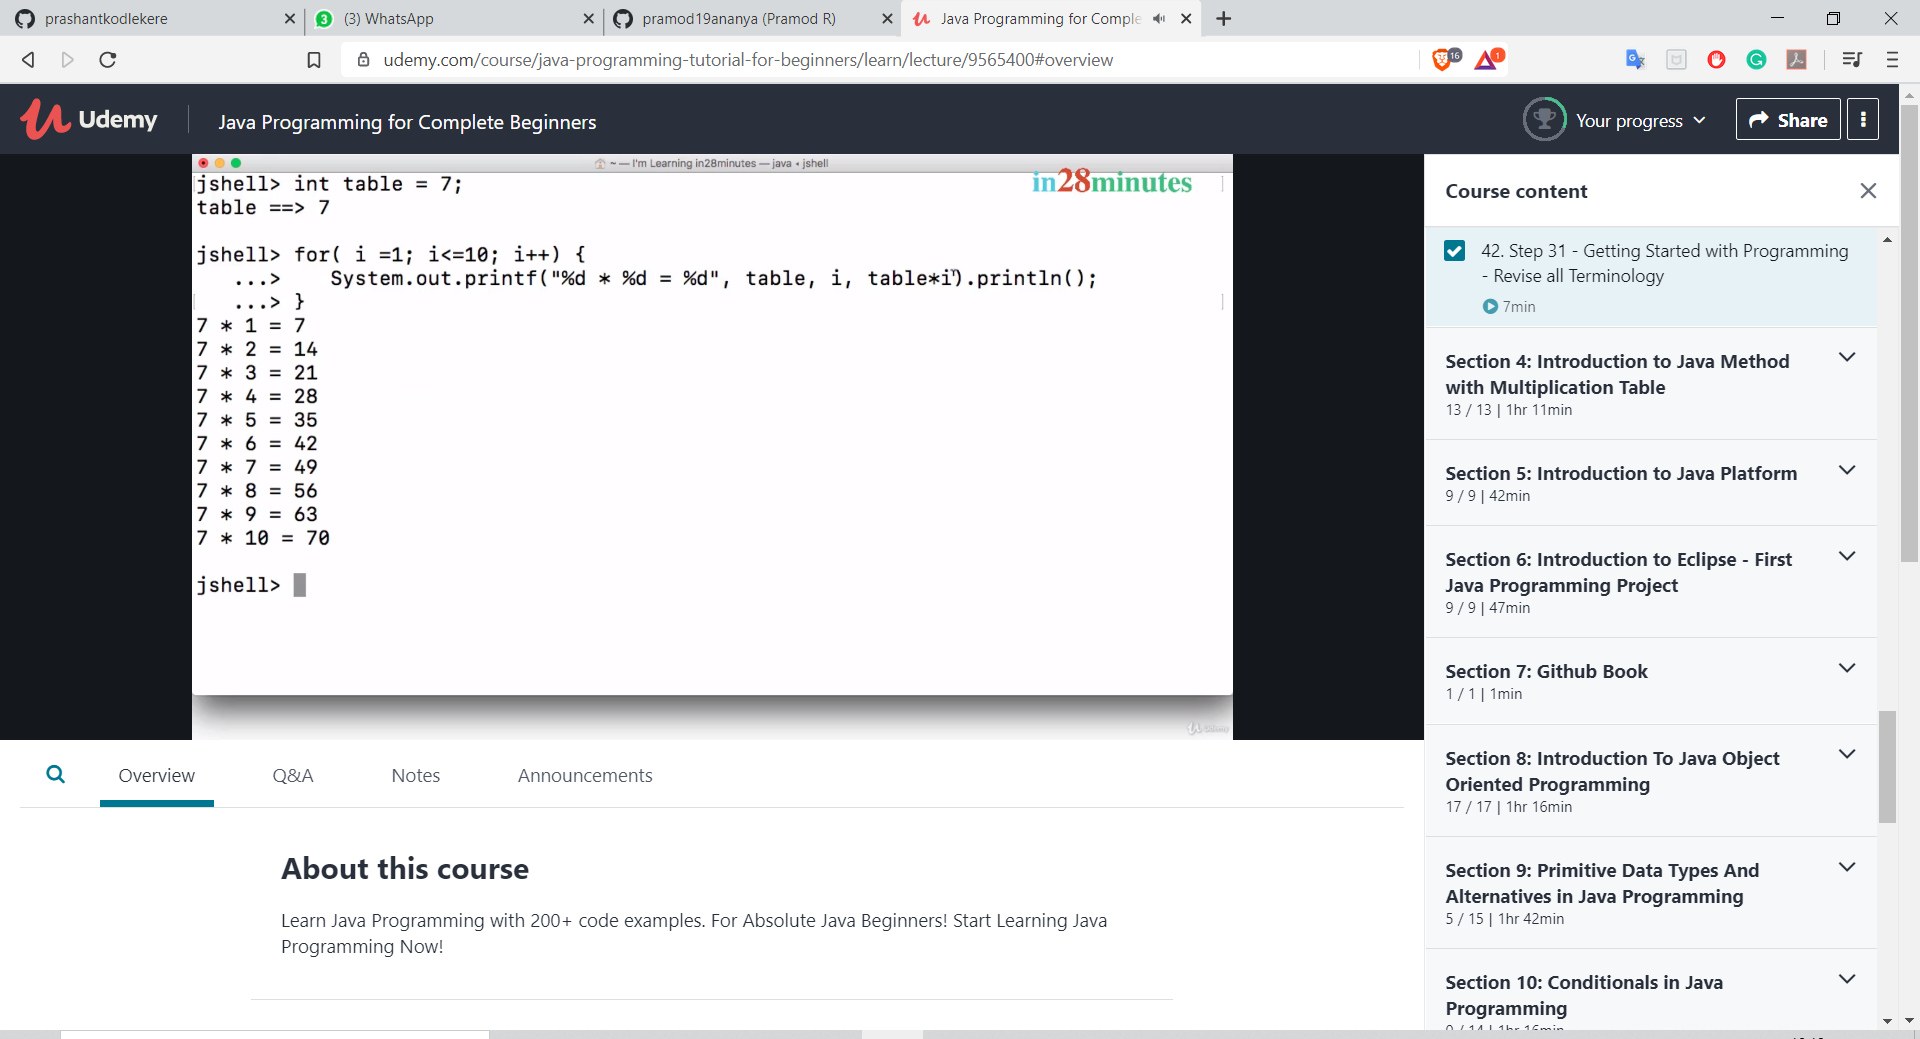 prashantkodlekere
(3) WhatsApp
pramod19ananya (Pramod R)
Java Programming for Comple
udemy.com/course/java-programming-tutorial-for-beginners/learn/lecture/9565400#overview
16
1
Udemy
Java Programming for Complete Beginners
Your progress
Share
~ — I'm Learning in28minutes — java • jshell
in28minutes
jshell> int table = 7;
table ==> 7
jshell> for( i =1; i<=10; i++) {
...> System.out.printf("%d * %d = %d", table, i, table*i).println();
...> }
7 * 1 = 7
7 * 2 = 14
7 * 3 = 21
7 * 4 = 28
7 * 5 = 35
7 * 6 = 42
7 * 7 = 49
7 * 8 = 56
7 * 9 = 63
7 * 10 = 70
jshell>
Udemy
Course content
42. Step 31 - Getting Started with Programming
- Revise all Terminology
7min
Section 4: Introduction to Java Method
with Multiplication Table
13 / 13 | 1hr 11min
Section 5: Introduction to Java Platform
9 / 9 | 42min
Section 6: Introduction to Eclipse - First
Java Programming Project
9 / 9 | 47min
Section 7: Github Book
1 / 1 | 1min
Section 8: Introduction To Java Object
Oriented Programming
17 / 17 | 1hr 16min
Section 9: Primitive Data Types And
Alternatives in Java Programming
5 / 15 | 1hr 42min
Section 10: Conditionals in Java
Programming
0 / 14 | 1hr 16min
Overview
Q&A
Notes
Announcements
About this course
Learn Java Programming with 200+ code examples. For Absolute Java Beginners! Start Learning Java
Programming Now!